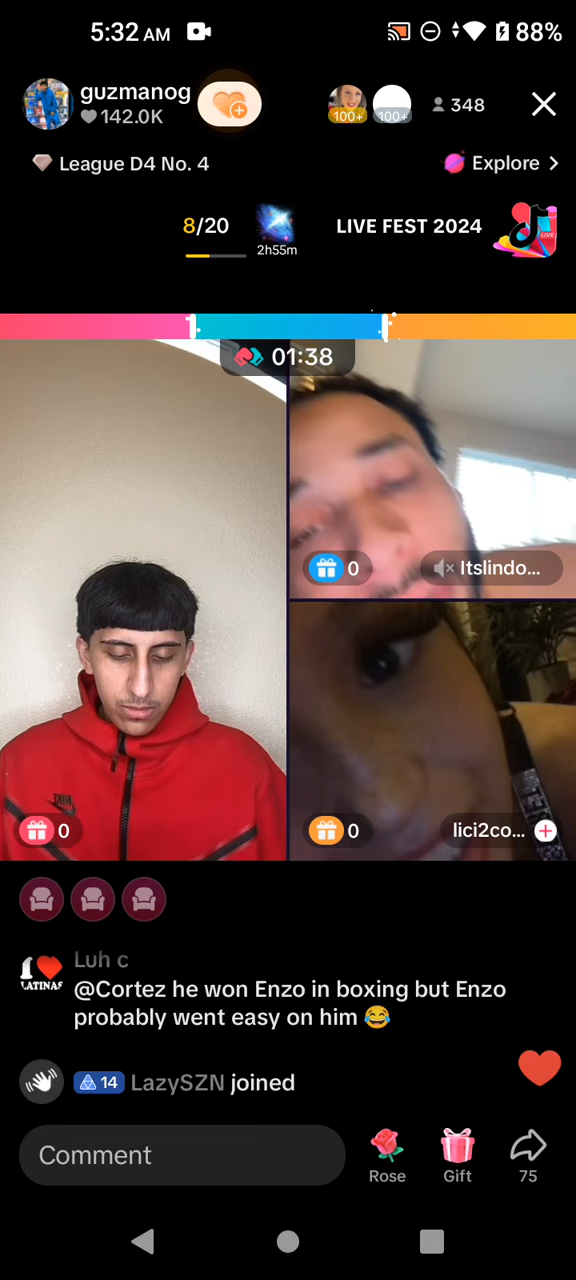 5:32 AM
88%
guzmanog
142.0K
100+
100+
348
League D4 No. 4
Explore >
8/20
2h55m
LIVE FEST 2024
LIVE
01:38
0
Itslindo...
0
0
lici2co...
Luh c
LATINAS
@Cortez he won Enzo in boxing but Enzo
probably went easy on him 😂
14 LazySZN joined
Comment
Rose
Gift
75